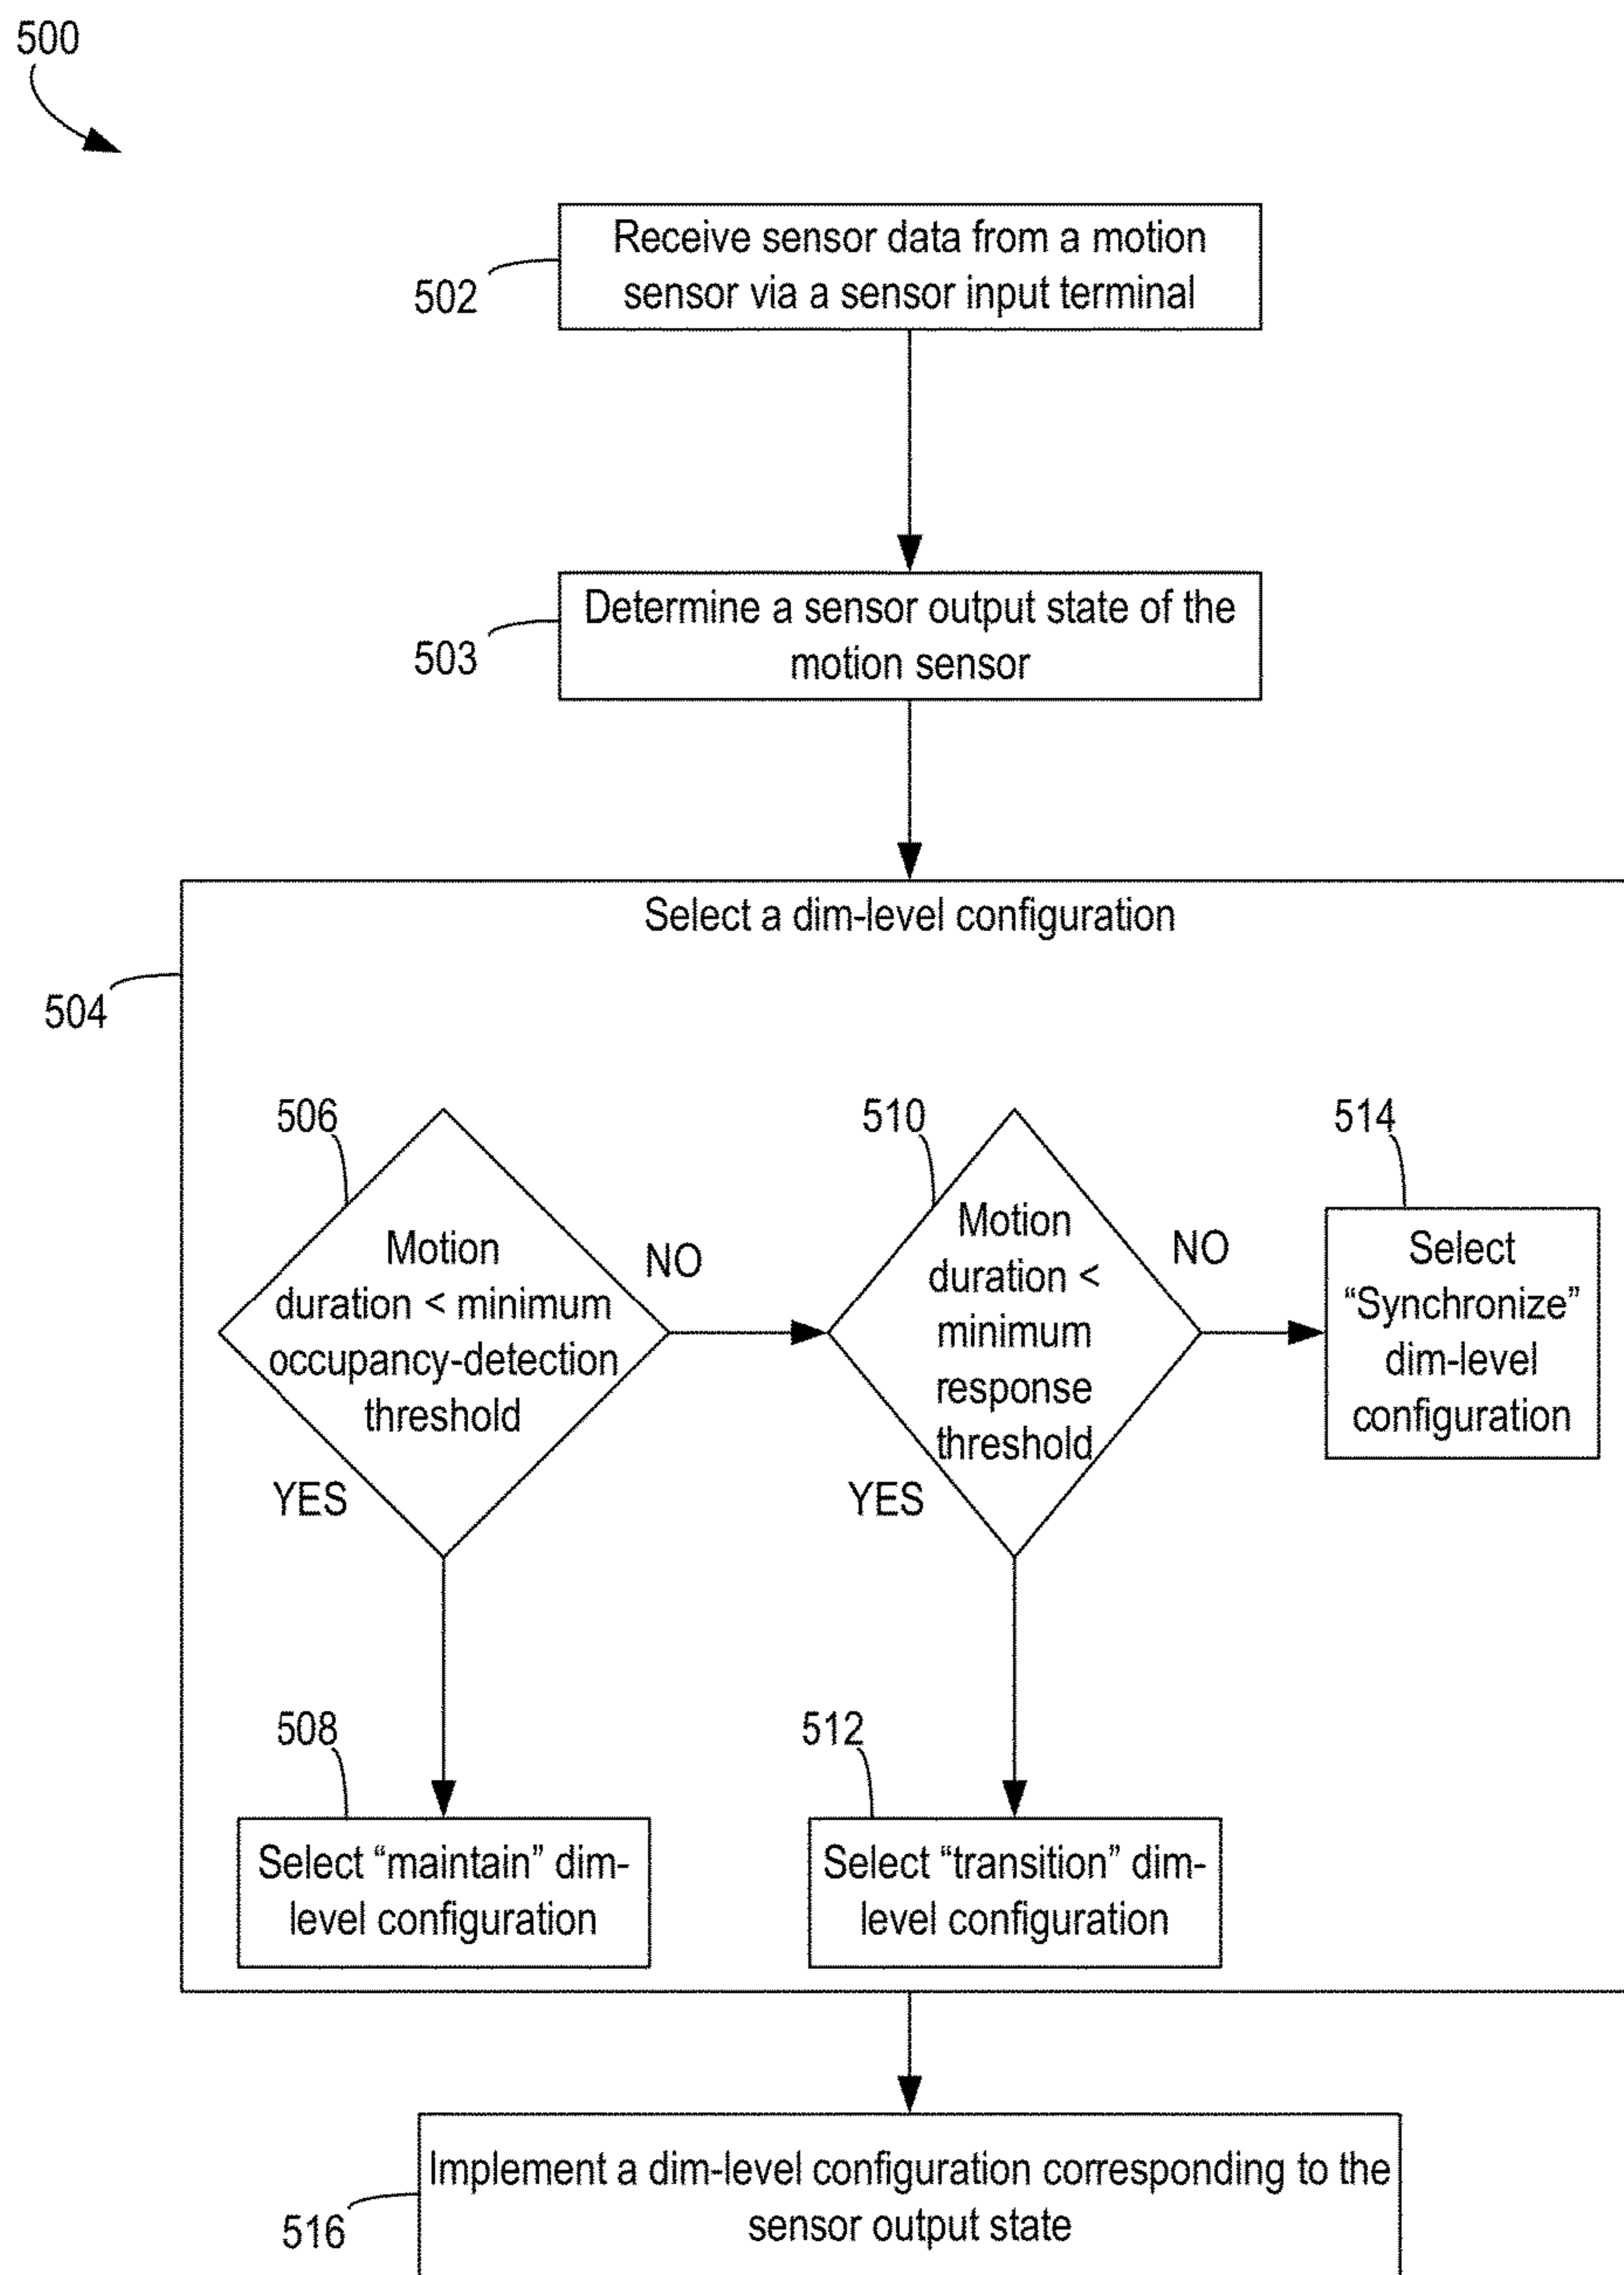 500
Receive sensor data from a motion
sensor via a sensor input terminal
502
Determine a sensor output state of the
motion sensor
503
Select a dim-level configuration
504
506
Motion
duration < minimum
occupancy-detection
threshold
NO
YES
510
Motion
duration <
minimum
response
threshold
NO
YES
514
Select
“Synchronize”
dim-level
configuration
508
Select “maintain” dim-
level configuration
512
Select “transition” dim-
level configuration
Implement a dim-level configuration corresponding to the
sensor output state
516